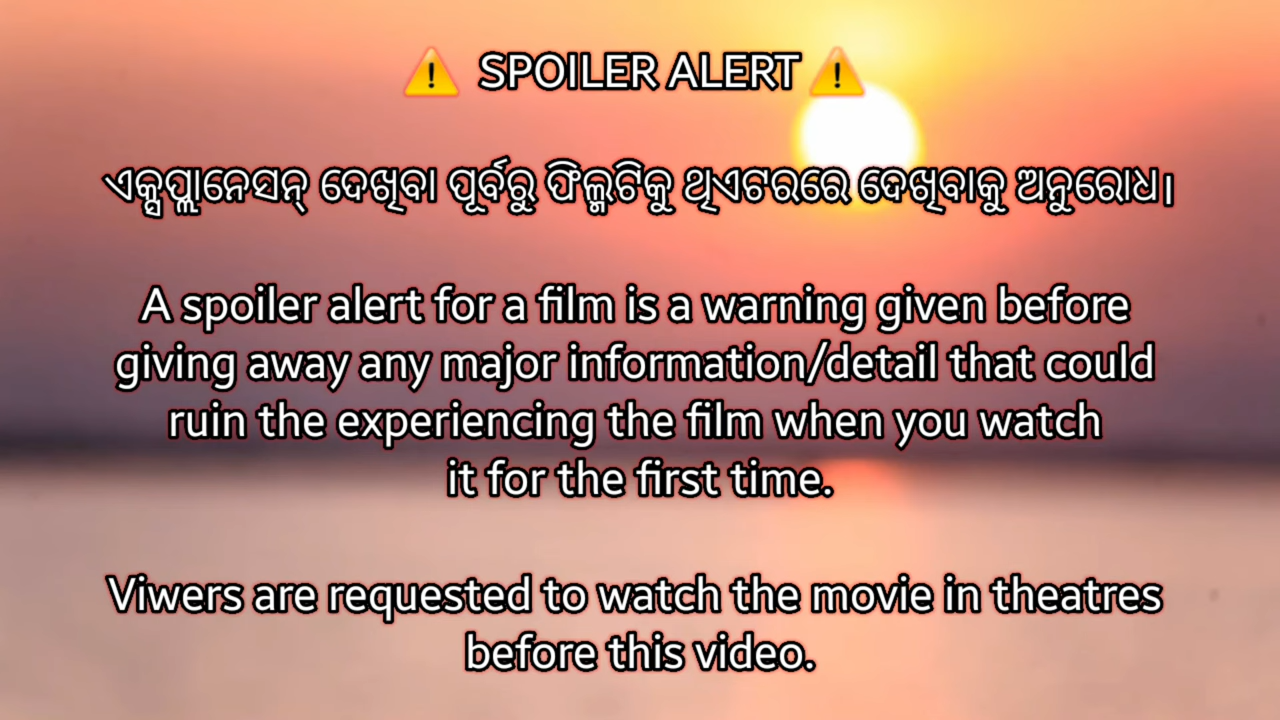 ⚠️ SPOILER ALERT ⚠️
ଏକ୍ସପ୍ଲାନେସନ୍ ଦେଖିବା ପୂର୍ବରୁ ଫିଲ୍ମଟିକୁ ଥିଏଟରରେ ଦେଖିବାକୁ ଅନୁରୋଧ।
A spoiler alert for a film is a warning given before
giving away any major information/detail that could
ruin the experiencing the film when you watch
it for the first time.
Viwers are requested to watch the movie in theatres
before this video.